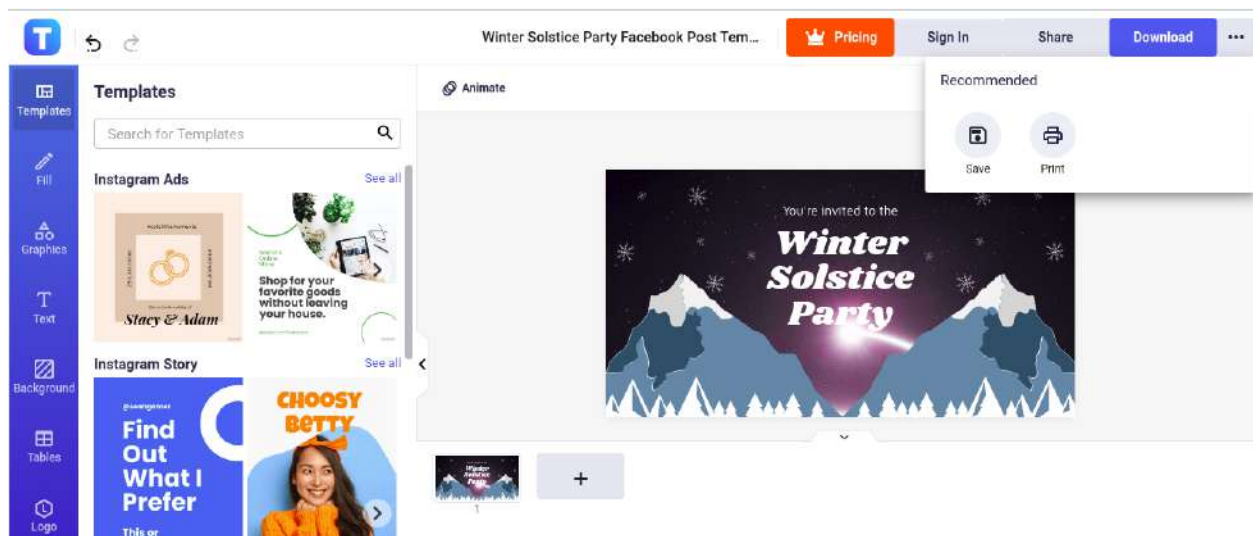 T
Winter Solstice Party Facebook Post Tem...
Pricing
Sign In
Share
Download
Templates
Fill
Graphics
T
Text
Background
Tables
Logo
Templates
Search for Templates
Instagram Ads
See all
Stacy & Adam
Shop for your
favorite goods
without leaving
your house.
Instagram Story
See all
Find
Out
What I
Prefer
This or
CHOOSY
BETTY
Animate
Recommended
Save
Print
You're invited to the
Winter
Solstice
Party
Winter
Solstice
Party
1